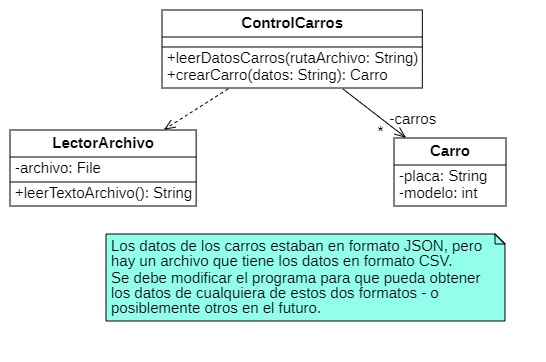 ControlCarros
+leerDatosCarros(rutaArchivo: String)
+crearCarro(datos: String): Carro
-carros
*
LectorArchivo
-archivo: File
+leerTextoArchivo(): String
Carro
-placa: String
-modelo: int
Los datos de los carros estaban en formato JSON, pero
hay un archivo que tiene los datos en formato CSV.
Se debe modificar el programa para que pueda obtener
los datos de cualquiera de estos dos formatos - o
posiblemente otros en el futuro.